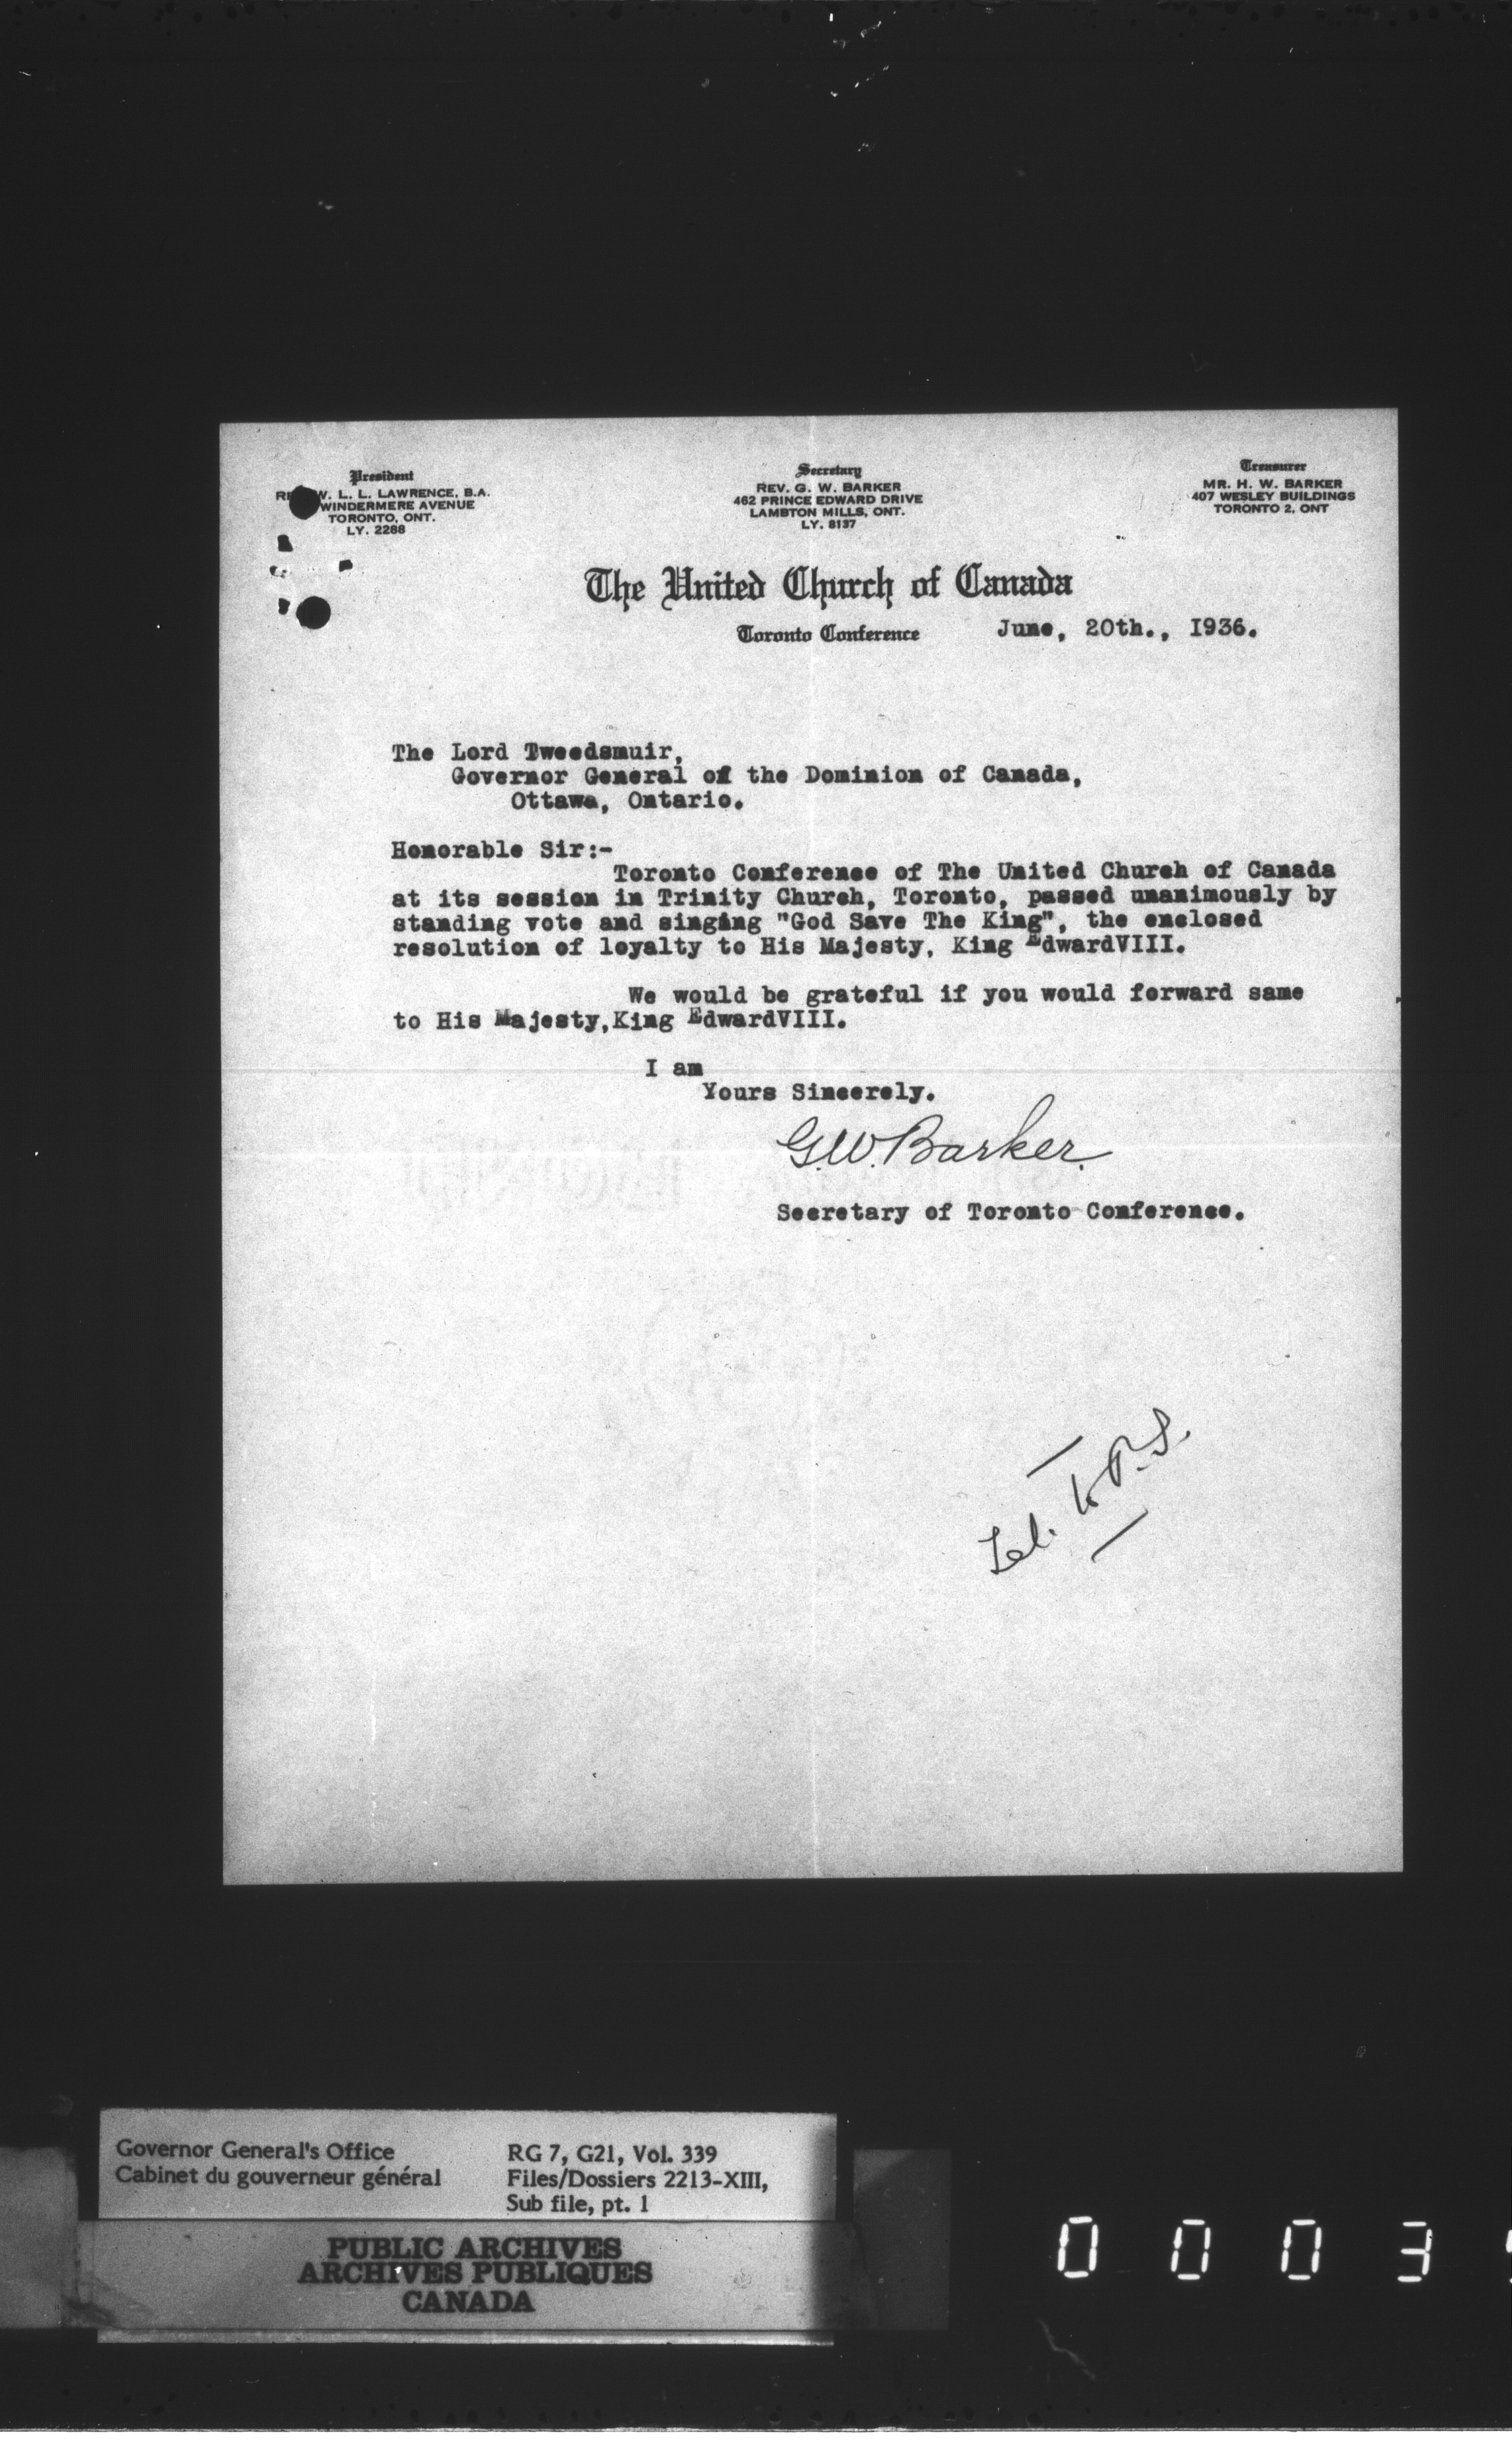 President
W. L. L. LAWRENCE, B.A.
WINDERMERE AVENUE
TORONTO, ONT.
LY. 2288
Secretary
REV. G. W. BARKER
462 PRINCE EDWARD DRIVE
LAMBTON MILLS, ONT.
LY. 8137
Treasurer
MR. H. W. BARKER
407 WESLEY BUILDINGS
TORONTO 2, ONT
The United Church of Canada
Toronto Conference June, 20th., I936.
The Lord Tweedsmuir,
Governor General of the Dominion of Canada,
Ottawa, Ontario.
Honorable Sir:-
Toronto Conference of The United Church of Canada
at its session in Trinity Church, Toronto, passed unanimously by
standing vote and singing "God Save The King", the enclosed
resolution of loyalty to His Majesty, King EdwardVIII.
We would be grateful if you would forward same
to His Majesty,King EdwardVIII.
I am
Yours Sincerely.
G.W. Barker.
Secretary of Toronto Conference.
Governor General's Office
Cabinet du gouverneur général
RG 7, G21, Vol. 339
Files/Dossiers 2213-XIII,
Sub file, pt. 1
PUBLIC ARCHIVES
ARCHIVES PUBLIQUES
CANADA
0 0 0 3